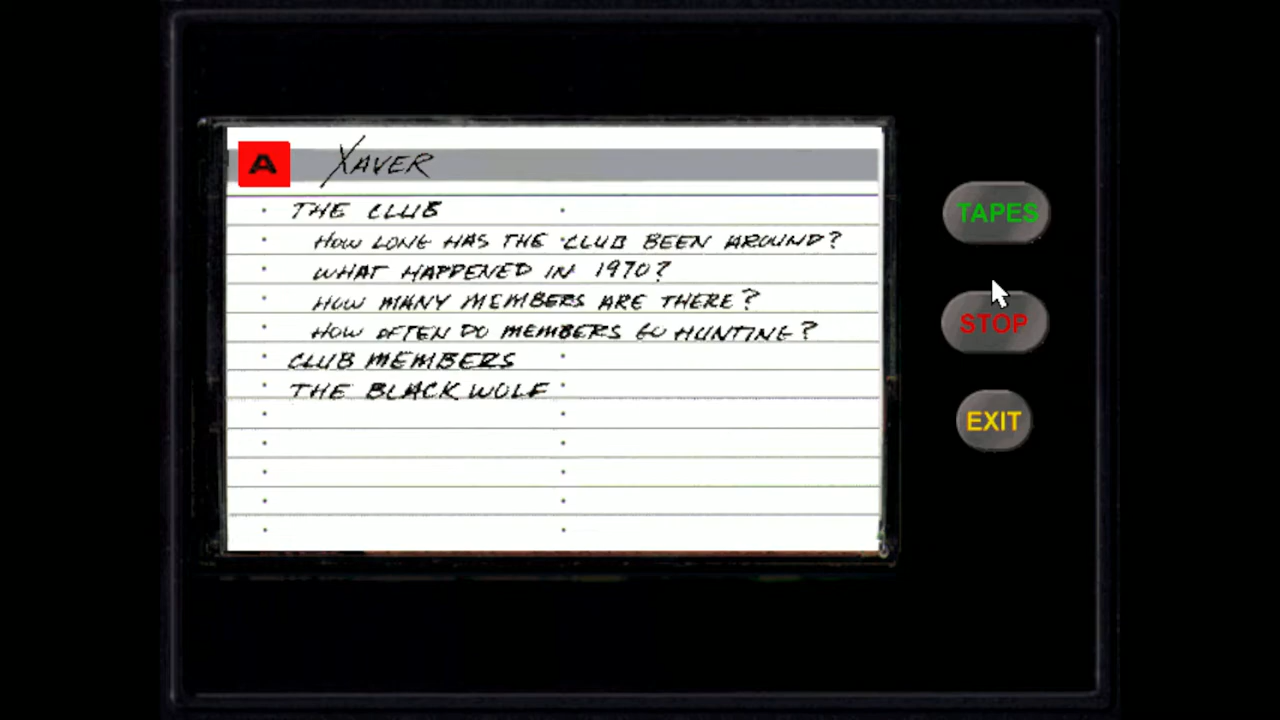 A XAVER
THE CLUB
HOW LONG HAS THE CLUB BEEN AROUND?
WHAT HAPPENED IN 1970?
HOW MANY MEMBERS ARE THERE?
HOW OFTEN DO MEMBERS GO HUNTING?
CLUB MEMBERS
THE BLACK WOLF
TAPES
STOP
EXIT